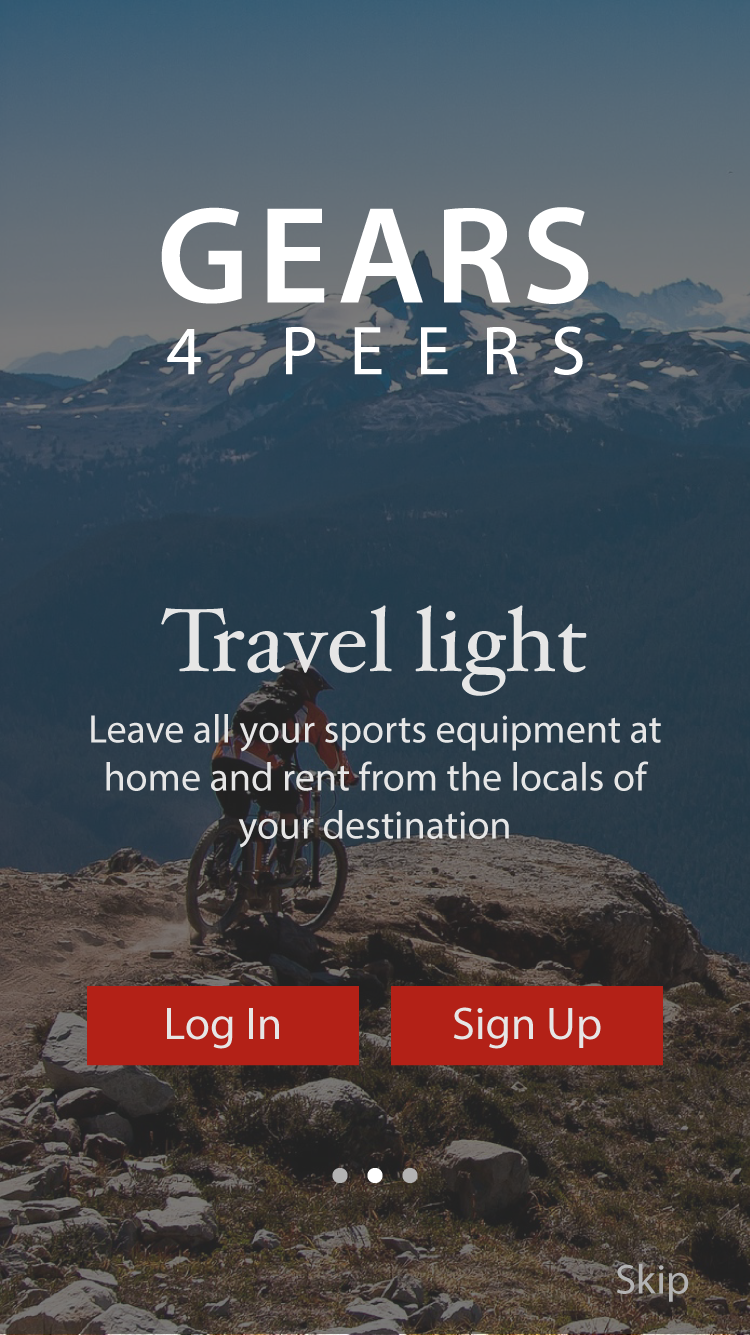 GEARS
4 PEERS
Travel light
Leave all your sports equipment at
home and rent from the locals of
your destination
Log In
Sign Up
Skip